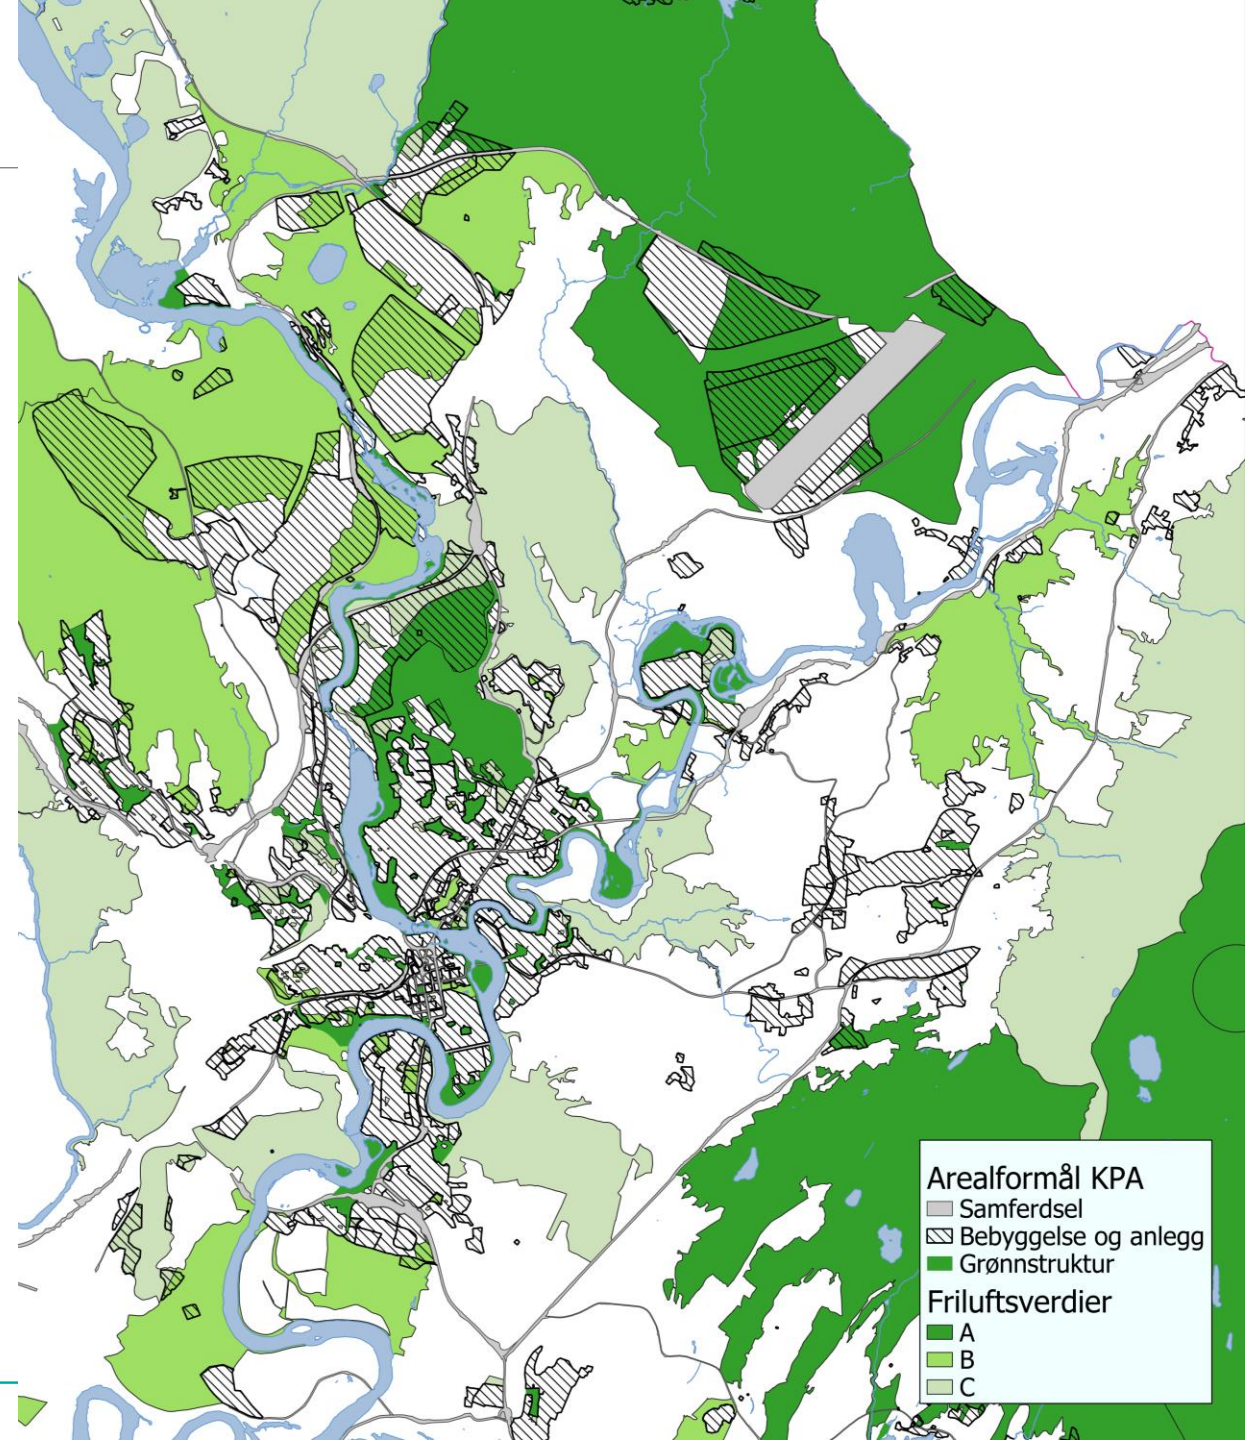 Arealformål KPA
Samferdsel
Bebyggelse og anlegg
Grønnstruktur
Friluftsverdier
A
B
C